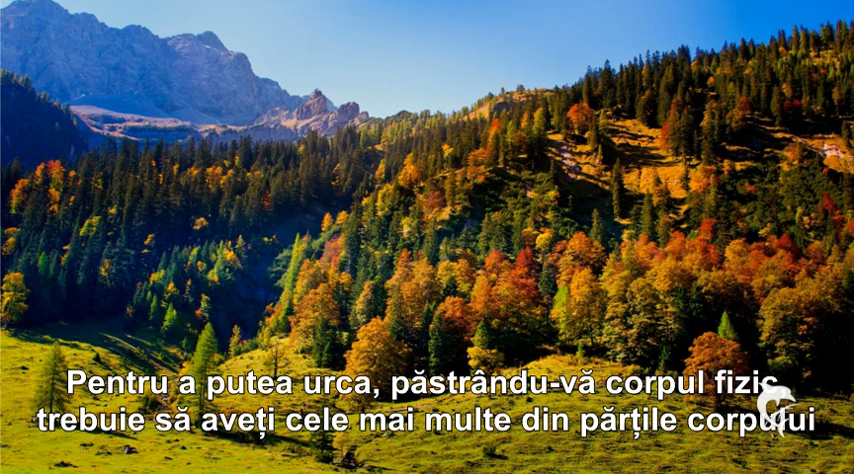 Pentru a putea urca, păstrându-vă corpul fizic
trebuie să aveți cele mai multe din părțile corpului